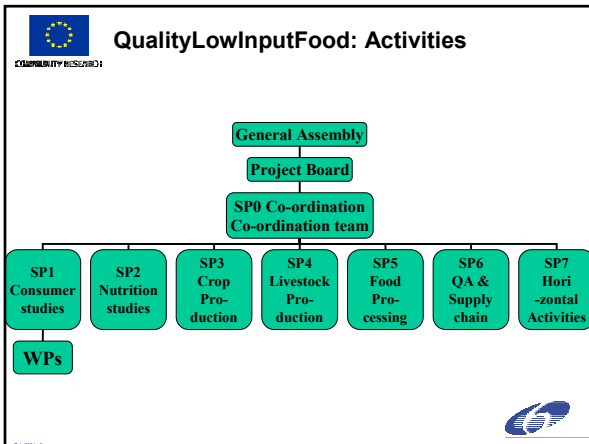 QualityLowInputFood: Activities
COMMUNITY RESEARCH
General Assembly
Project Board
SP0 Co-ordination
Co-ordination team
SP1
Consumer
studies
SP2
Nutrition
studies
SP3
Crop
Pro-
duction
SP4
Livestock
Pro-
duction
SP5
Food
Pro-
cessing
SP6
QA &
Supply
chain
SP7
Hori
-zontal
Activities
WPs
6